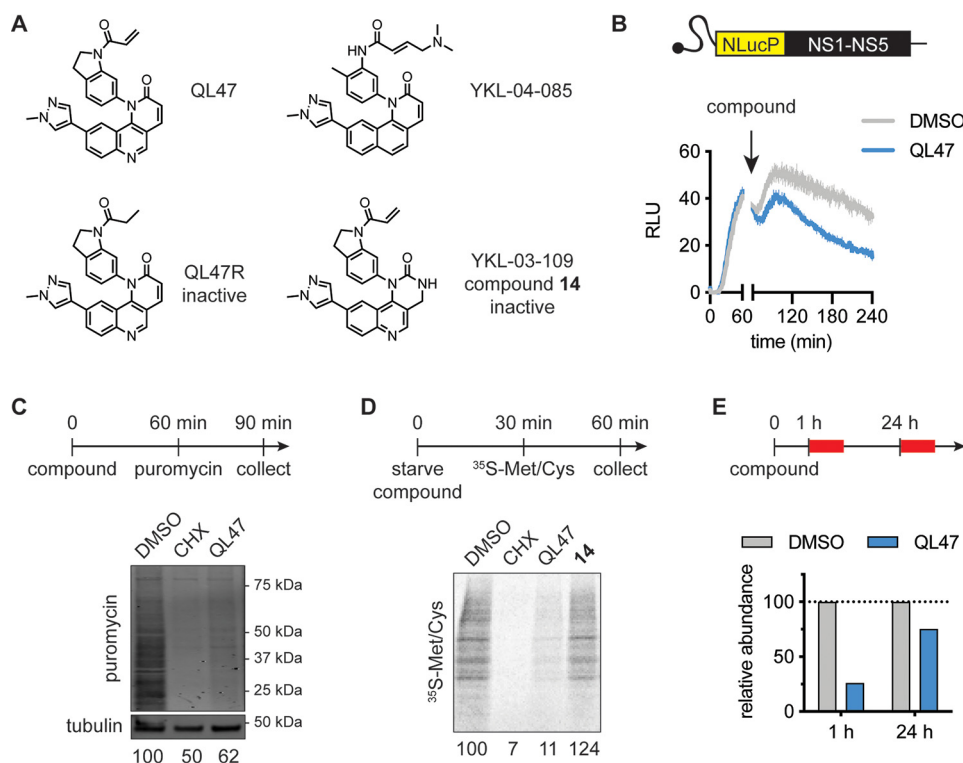 A
O
N
QL47
O
N
N
N
N
O
HN
N
YKL-04-085
O
N
N
N
O
N
QL47R
inactive
O
N
N
N
N
O
N
YKL-03-109
compound 14
inactive
O
N
N
N
N
O
NH
N
B
NLucP NS1-NS5
compound
DMSO
QL47
60
40
20
0
RLU
0 60 120 180 240
time (min)
C
0 60 min 90 min
compound puromycin collect
DMSO CHX QL47
puromycin
75 kDa
50 kDa
37 kDa
25 kDa
tubulin
50 kDa
100 50 62
D
0 30 min 60 min
starve ³⁵S-Met/Cys collect
compound
DMSO CHX QL47 14
³⁵S-Met/Cys
100 7 11 124
E
0 1 h 24 h
compound
DMSO QL47
relative abundance
100
75
50
25
0
1 h 24 h